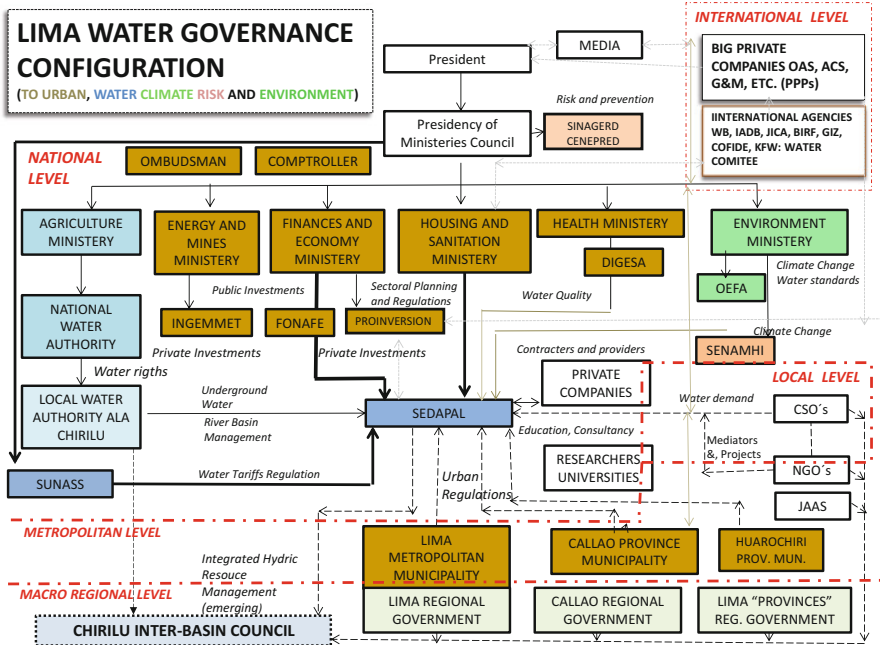 LIMA WATER GOVERNANCE
CONFIGURATION
(TO URBAN, WATER CLIMATE RISK AND ENVIRONMENT)
INTERNATIONAL LEVEL
MEDIA
President
BIG PRIVATE
COMPANIES OAS, ACS,
G&M, ETC. (PPPs)
Risk and prevention
Presidency of
Ministeries Council
SINAGERD
CENEPRED
IINTERNATIONAL AGENCIES
WB, IADB, JICA, BIRF, GIZ,
COFIDE, KFW: WATER
COMITEE
NATIONAL
LEVEL
OMBUDSMAN
COMPTROLLER
AGRICULTURE
MINISTERY
ENERGY AND
MINES
MINISTERY
FINANCES AND
ECONOMY
MINISTERY
HOUSING AND
SANITATION
MINISTERY
HEALTH MINISTERY
ENVIRONMENT
MINISTERY
DIGESA
Climate Change
Water standards
OEFA
Public Investments
Sectoral Planning
and Regulations
Water Quality
NATIONAL
WATER
AUTHORITY
INGEMMET
FONAFE
PROINVERSION
Climate Change
SENAMHI
Private Investments
Private Investments
Contracters and providers
Water rigths
PRIVATE
COMPANIES
LOCAL LEVEL
LOCAL WATER
AUTHORITY ALA
CHIRILU
Underground
Water
River Basin
Management
SEDAPAL
Water demand
CSO´s
Education, Consultancy
Mediators
&, Projects
RESEARCHERS
UNIVERSITIES
NGO´s
SUNASS
Water Tariffs Regulation
Urban
Regulations
JAAS
METROPOLITAN LEVEL
LIMA
METROPOLITAN
MUNICIPALITY
CALLAO PROVINCE
MUNICIPALITY
HUAROCHIRI
PROV. MUN.
Integrated Hydric
Resouce
Management
(emerging)
MACRO REGIONAL LEVEL
LIMA REGIONAL
GOVERNMENT
CALLAO REGIONAL
GOVERNMENT
LIMA “PROVINCES”
REG. GOVERNMENT
CHIRILU INTER-BASIN COUNCIL